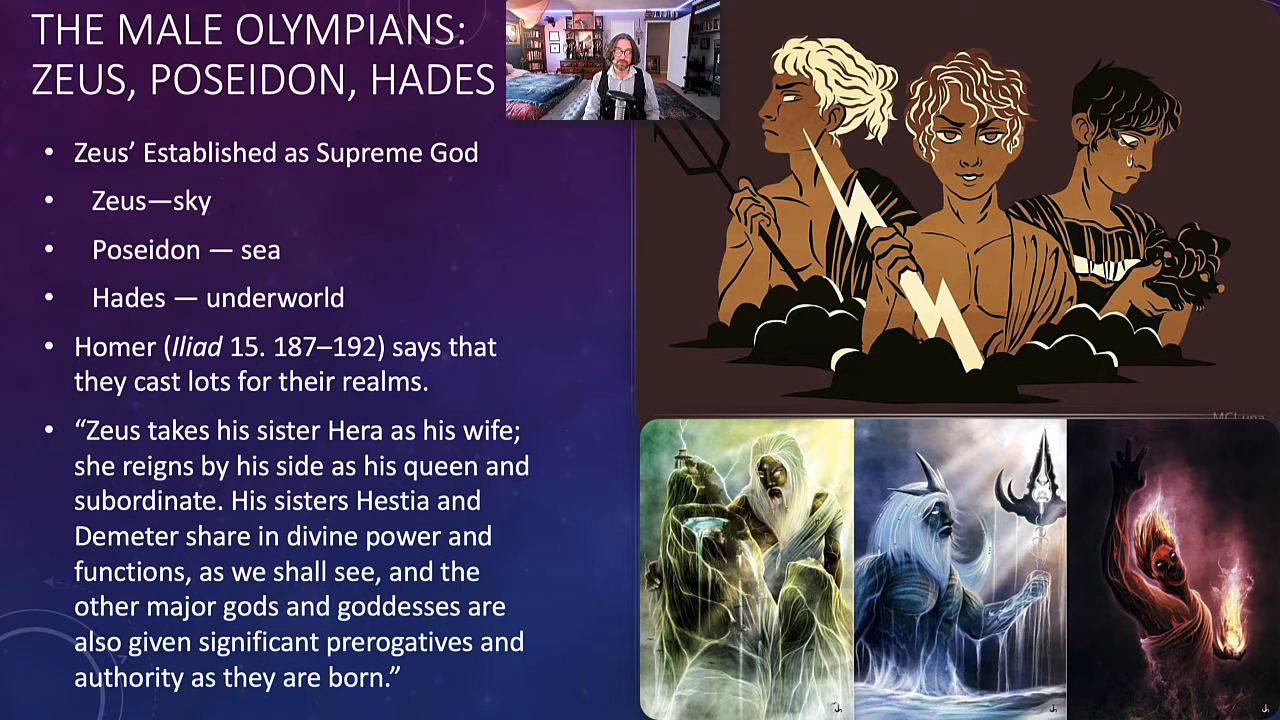 THE MALE OLYMPIANS:
ZEUS, POSEIDON, HADES
• Zeus’ Established as Supreme God
• Zeus—sky
• Poseidon — sea
• Hades — underworld
• Homer (Iliad 15. 187–192) says that
they cast lots for their realms.
• “Zeus takes his sister Hera as his wife;
she reigns by his side as his queen and
subordinate. His sisters Hestia and
Demeter share in divine power and
functions, as we shall see, and the
other major gods and goddesses are
also given significant prerogatives and
authority as they are born.”